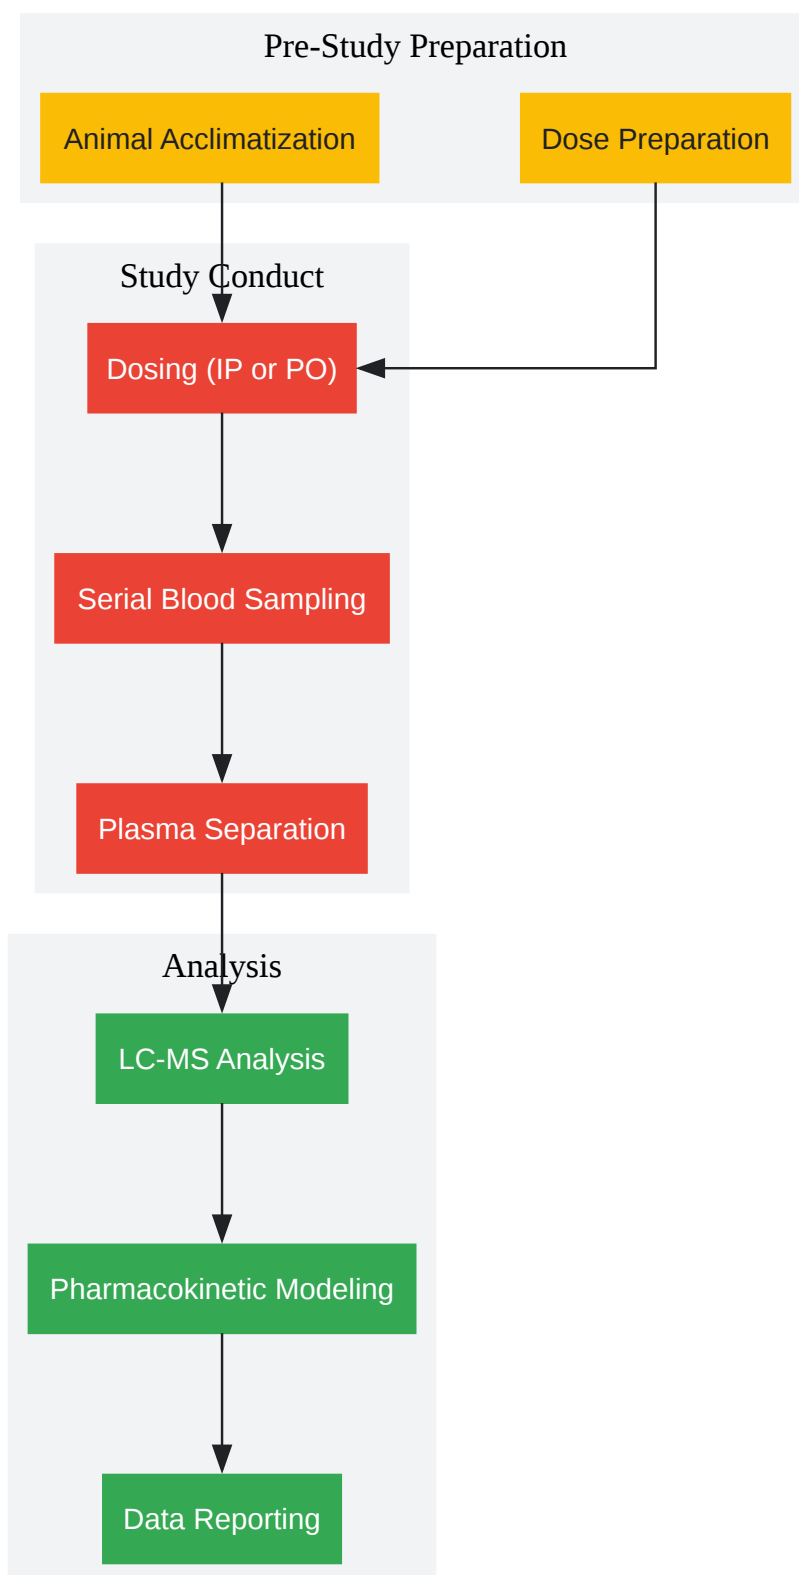 Pre-Study Preparation
Animal Acclimatization
Dose Preparation
Study Conduct
Dosing (IP or PO)
Serial Blood Sampling
Plasma Separation
Analysis
LC-MS Analysis
Pharmacokinetic Modeling
Data Reporting